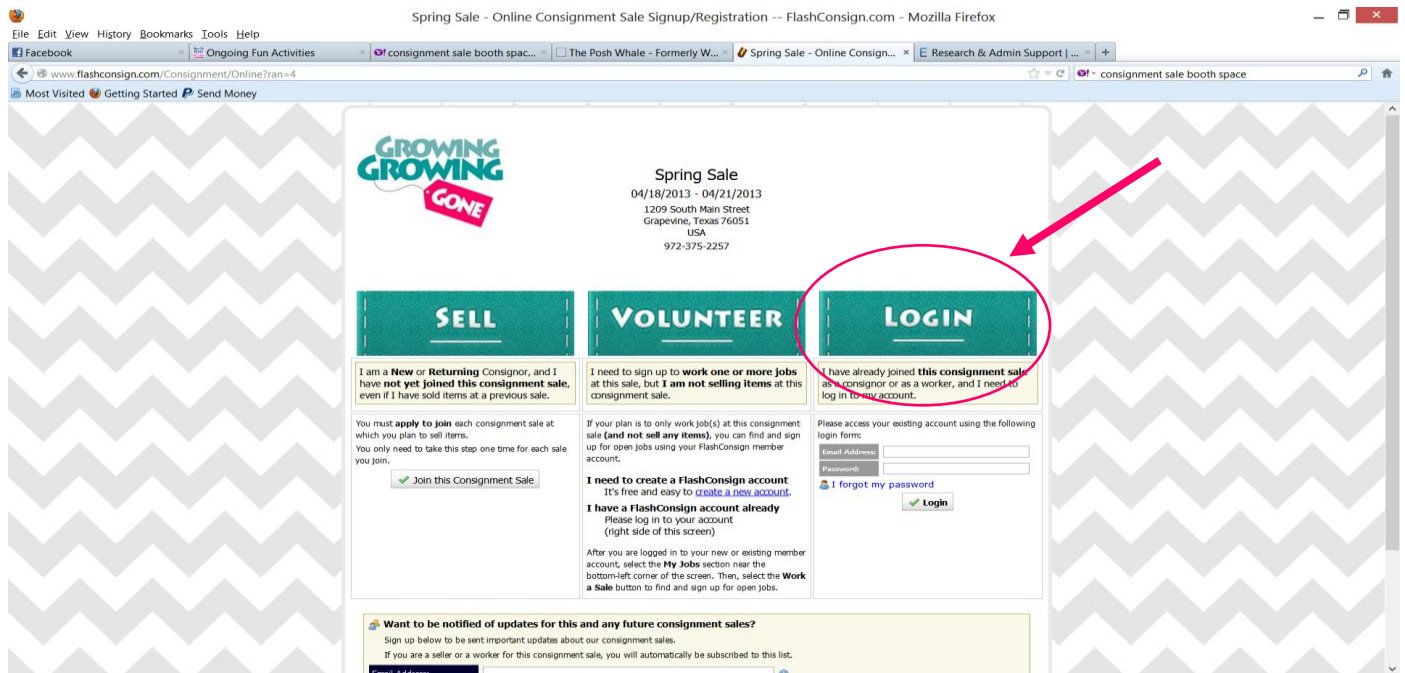 Spring Sale - Online Consignment Sale Signup/Registration -- FlashConsign.com - Mozilla Firefox
File Edit View History Bookmarks Tools Help
Facebook × Ongoing Fun Activities × consignment sale booth spac... × The Posh Whale - Formerly W... × Spring Sale - Online Consign... × Research & Admin Support | ... × +
www.flashconsign.com/Consignment/Online?ran=4
consignment sale booth space
Most Visited Getting Started Send Money
GROWING
GROWING
GONE
Spring Sale
04/18/2013 - 04/21/2013
1209 South Main Street
Grapevine, Texas 76051
USA
972-375-2257
SELL
I am a New or Returning Consignor, and I
have not yet joined this consignment sale,
even if I have sold items at a previous sale.
You must apply to join each consignment sale at
which you plan to sell items.
You only need to take this step one time for each sale
you join.
Join this Consignment Sale
VOLUNTEER
I need to sign up to work one or more jobs
at this sale, but I am not selling items at this
consignment sale.
If your plan is to only work job(s) at this consignment
sale (and not sell any items), you can find and sign
up for open jobs using your FlashConsign member
account.
I need to create a FlashConsign account
It's free and easy to create a new account.
I have a FlashConsign account already
Please log in to your account
(right side of this screen)
After you are logged in to your new or existing member
account, select the My Jobs section near the
bottom-left corner of the screen. Then, select the Work
a Sale button to find and sign up for open jobs.
LOGIN
I have already joined this consignment sale
as a consignor or as a worker, and I need to
log in to my account.
Please access your existing account using the following
login form:
Email Address:
Password:
I forgot my password
Login
Want to be notified of updates for this and any future consignment sales?
Sign up below to be sent important updates about our consignment sales.
If you are a seller or a worker for this consignment sale, you will automatically be subscribed to this list.
Email Address: